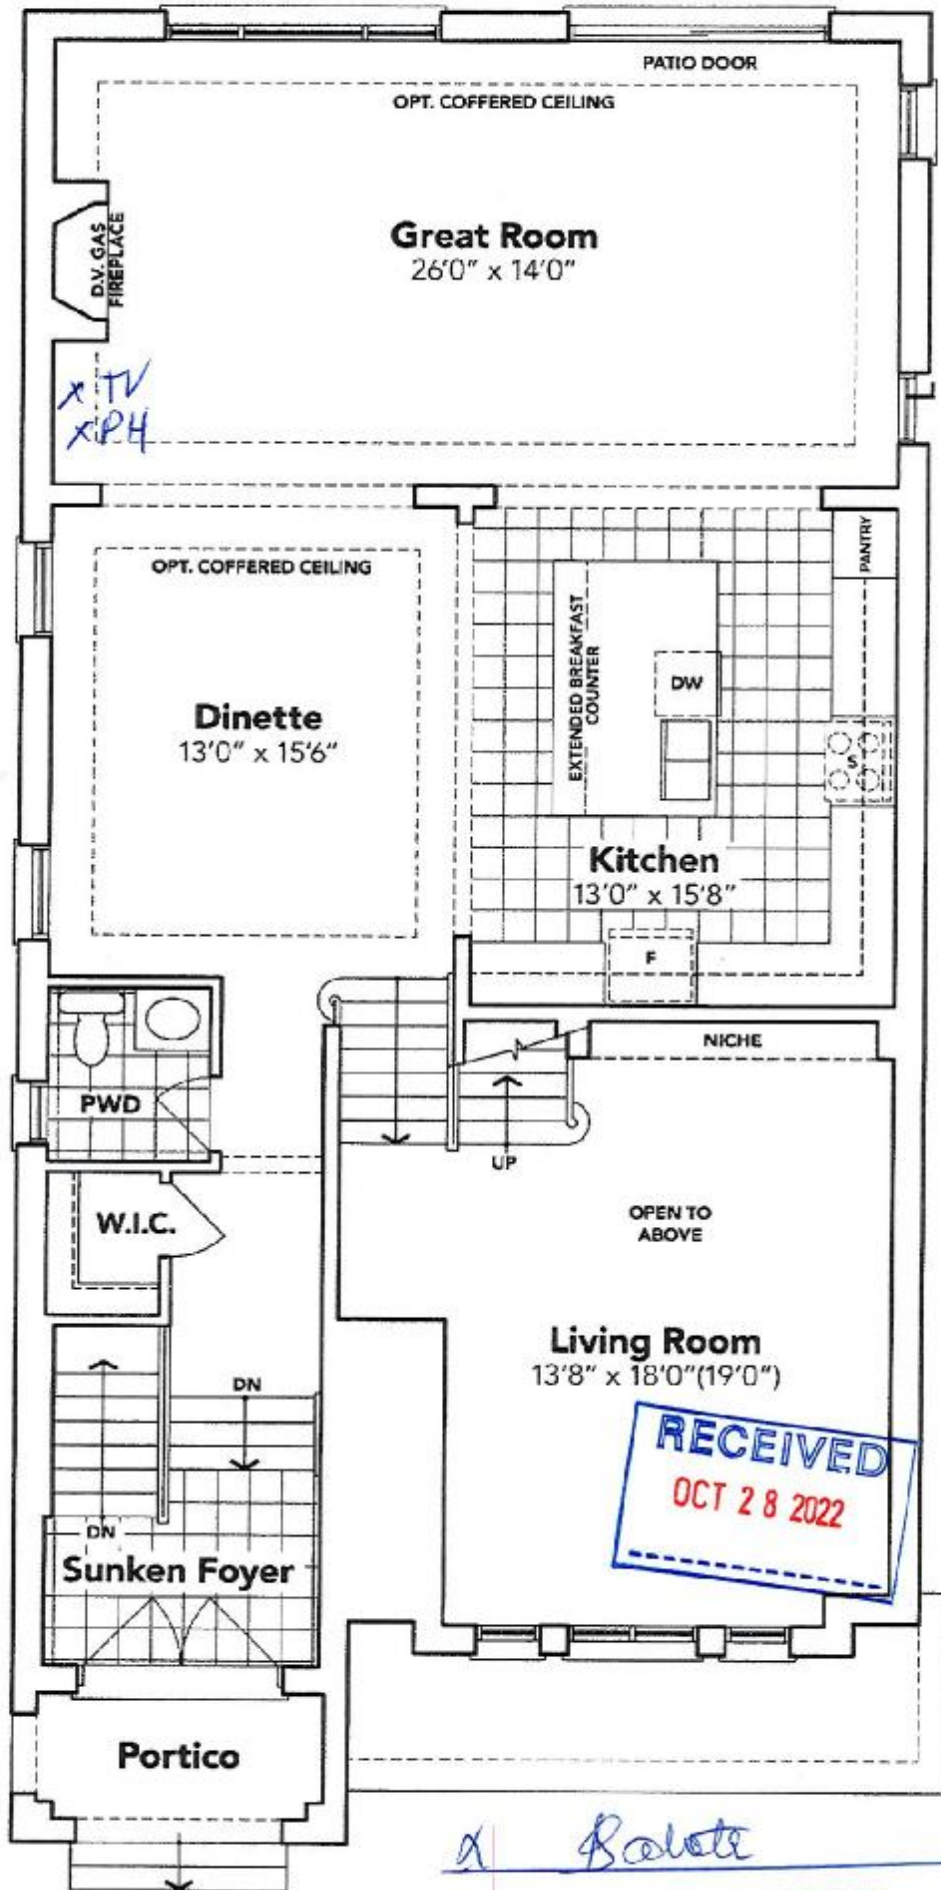 PATIO DOOR
OPT. COFFERED CEILING
Great Room
26'0" x 14'0"
D.V. GAS
FIREPLACE
x TV
x PH
OPT. COFFERED CEILING
PANTRY
EXTENDED BREAKFAST
COUNTER
DW
Dinette
13'0" x 15'6"
S
Kitchen
13'0" x 15'8"
F
NICHE
PWD
UP
W.I.C.
OPEN TO
ABOVE
Living Room
13'8" x 18'0"(19'0")
DN
RECEIVED
OCT 28 2022
DN
Sunken Foyer
Portico
x